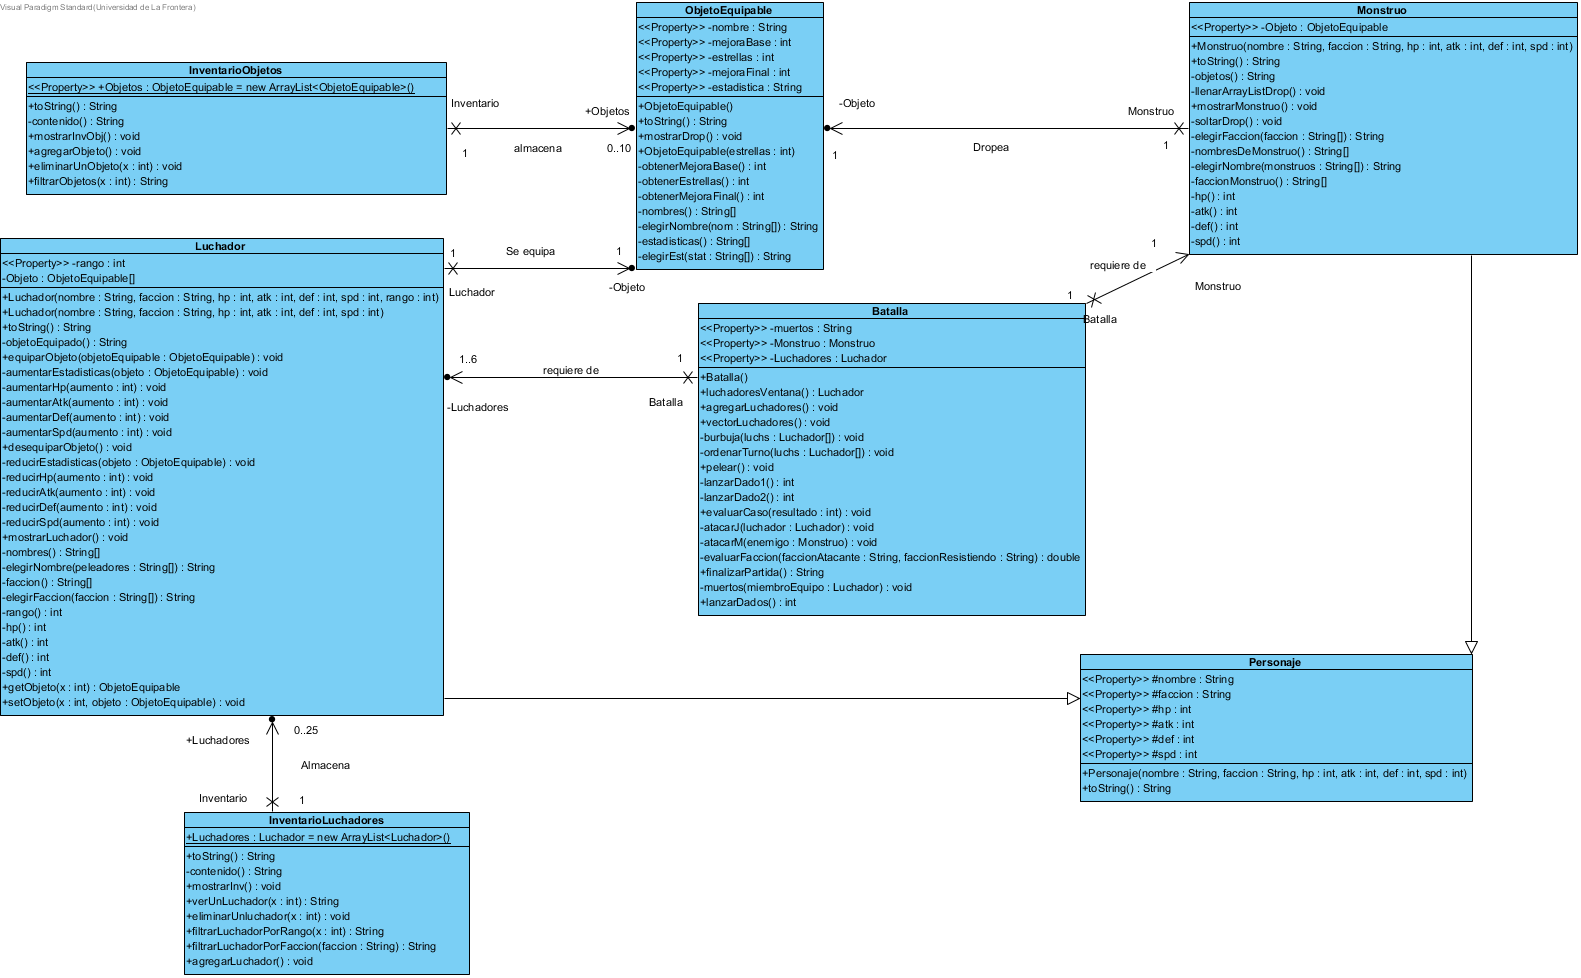 Visual Paradigm Standard(Universidad de La Frontera)
InventarioObjetos
<<Property>> +Objetos : ObjetoEquipable = new ArrayList<ObjetoEquipable>()
+toString() : String
-contenido() : String
+mostrarInvObj() : void
+agregarObjeto() : void
+eliminarUnObjeto(x : int) : void
+filtrarObjetos(x : int) : String
Inventario
+Objetos
1
almacena
0..10
ObjetoEquipable
<<Property>> -nombre : String
<<Property>> -mejoraBase : int
<<Property>> -estrellas : int
<<Property>> -mejoraFinal : int
<<Property>> -estadistica : String
+ObjetoEquipable()
+toString() : String
+mostrarDrop() : void
+ObjetoEquipable(estrellas : int)
-obtenerMejoraBase() : int
-obtenerEstrellas() : int
-obtenerMejoraFinal() : int
-nombres() : String[]
-elegirNombre(nom : String[]) : String
-estadisticas() : String[]
-elegirEst(stat : String[]) : String
-Objeto
Monstruo
1
Dropea
1
Monstruo
<<Property>> -Objeto : ObjetoEquipable
+Monstruo(nombre : String, faccion : String, hp : int, atk : int, def : int, spd : int)
+toString() : String
-objetos() : String
-llenarArrayListDrop() : void
+mostrarMonstruo() : void
-soltarDrop() : void
-elegirFaccion(faccion : String[]) : String
-nombresDeMonstruo() : String[]
-elegirNombre(monstruos : String[]) : String
-faccionMonstruo() : String[]
-hp() : int
-atk() : int
-def() : int
-spd() : int
Luchador
<<Property>> -rango : int
-Objeto : ObjetoEquipable[]
+Luchador(nombre : String, faccion : String, hp : int, atk : int, def : int, spd : int, rango : int)
+Luchador(nombre : String, faccion : String, hp : int, atk : int, def : int, spd : int)
+toString() : String
-objetoEquipado() : String
+equiparObjeto(objetoEquipable : ObjetoEquipable) : void
-aumentarEstadisticas(objeto : ObjetoEquipable) : void
-aumentarHp(aumento : int) : void
-aumentarAtk(aumento : int) : void
-aumentarDef(aumento : int) : void
-aumentarSpd(aumento : int) : void
+desequiparObjeto() : void
-reducirEstadisticas(objeto : ObjetoEquipable) : void
-reducirHp(aumento : int) : void
-reducirAtk(aumento : int) : void
-reducirDef(aumento : int) : void
-reducirSpd(aumento : int) : void
+mostrarLuchador() : void
-nombres() : String[]
-elegirNombre(peleadores : String[]) : String
-faccion() : String[]
-elegirFaccion(faccion : String[]) : String
-rango() : int
-hp() : int
-atk() : int
-def() : int
-spd() : int
+getObjeto(x : int) : ObjetoEquipable
+setObjeto(x : int, objeto : ObjetoEquipable) : void
1
Se equipa
1
Luchador
-Objeto
1..6
requiere de
1
-Luchadores
Batalla
1
requiere de
1
Monstruo
Batalla
Batalla
<<Property>> -muertos : String
<<Property>> -Monstruo : Monstruo
<<Property>> -Luchadores : Luchador
+Batalla()
+luchadoresVentana() : Luchador
+agregarLuchadores() : void
+vectorLuchadores() : void
-burbuja(luchs : Luchador[]) : void
-ordenarTurno(luchs : Luchador[]) : void
+pelear() : void
-lanzarDado1() : int
-lanzarDado2() : int
+evaluarCaso(resultado : int) : void
-atacarJ(luchador : Luchador) : void
-atacarM(enemigo : Monstruo) : void
-evaluarFaccion(faccionAtacante : String, faccionResistiendo : String) : double
+finalizarPartida() : String
-muertos(miembroEquipo : Luchador) : void
+lanzarDados() : int
Personaje
<<Property>> #nombre : String
<<Property>> #faccion : String
<<Property>> #hp : int
<<Property>> #atk : int
<<Property>> #def : int
<<Property>> #spd : int
+Personaje(nombre : String, faccion : String, hp : int, atk : int, def : int, spd : int)
+toString() : String
0..25
+Luchadores
Almacena
Inventario
1
InventarioLuchadores
+Luchadores : Luchador = new ArrayList<Luchador>()
+toString() : String
-contenido() : String
+mostrarInv() : void
+verUnLuchador(x : int) : String
+eliminarUnluchador(x : int) : void
+filtrarLuchadorPorRango(x : int) : String
+filtrarLuchadorPorFaccion(faccion : String) : String
+agregarLuchador() : void